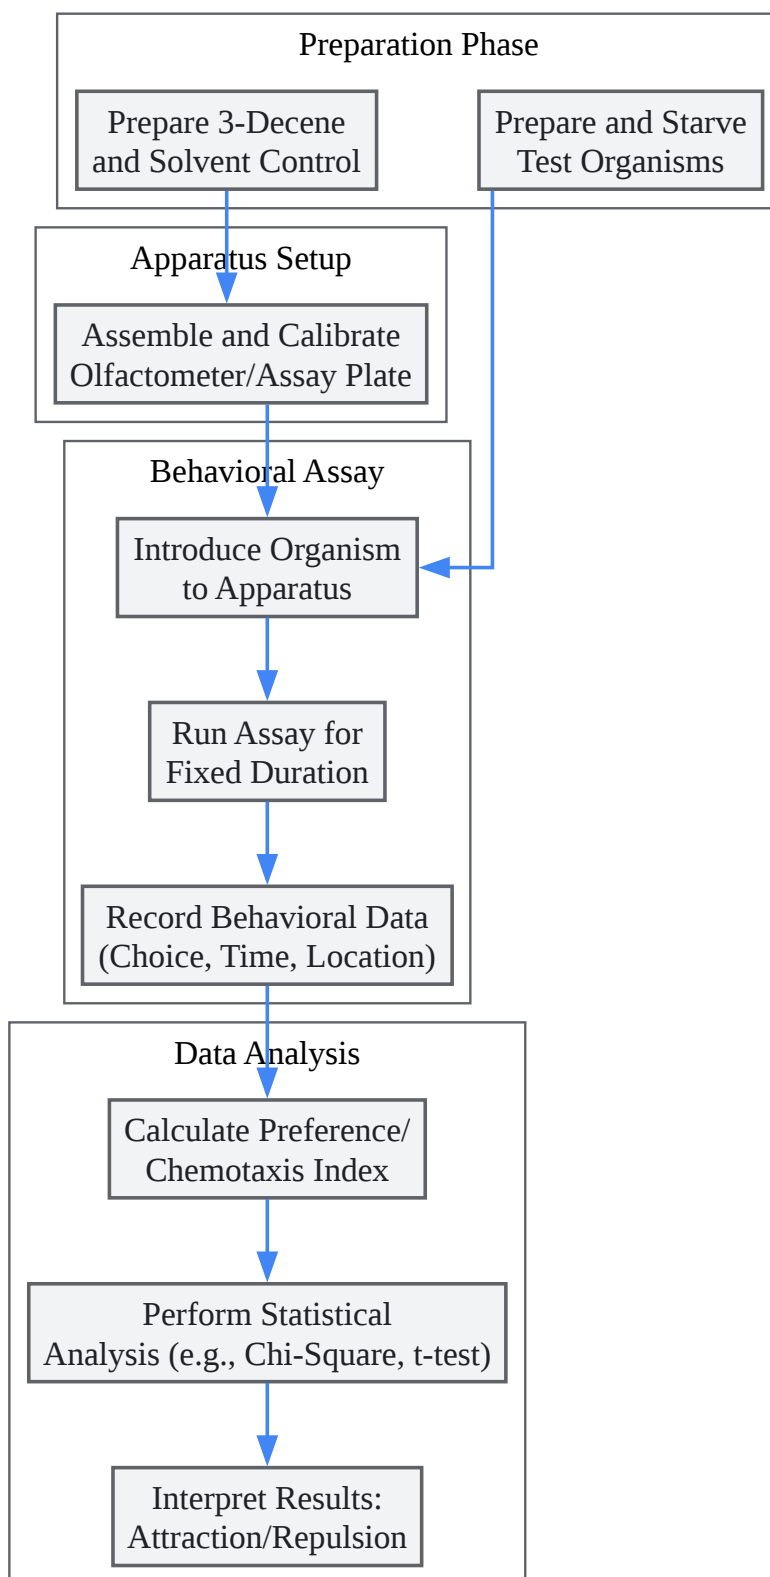 Preparation Phase
Prepare 3-Decene
and Solvent Control
Prepare and Starve
Test Organisms
Apparatus Setup
Assemble and Calibrate
Olfactometer/Assay Plate
Behavioral Assay
Introduce Organism
to Apparatus
Run Assay for
Fixed Duration
Record Behavioral Data
(Choice, Time, Location)
Data Analysis
Calculate Preference/
Chemotaxis Index
Perform Statistical
Analysis (e.g., Chi-Square, t-test)
Interpret Results:
Attraction/Repulsion